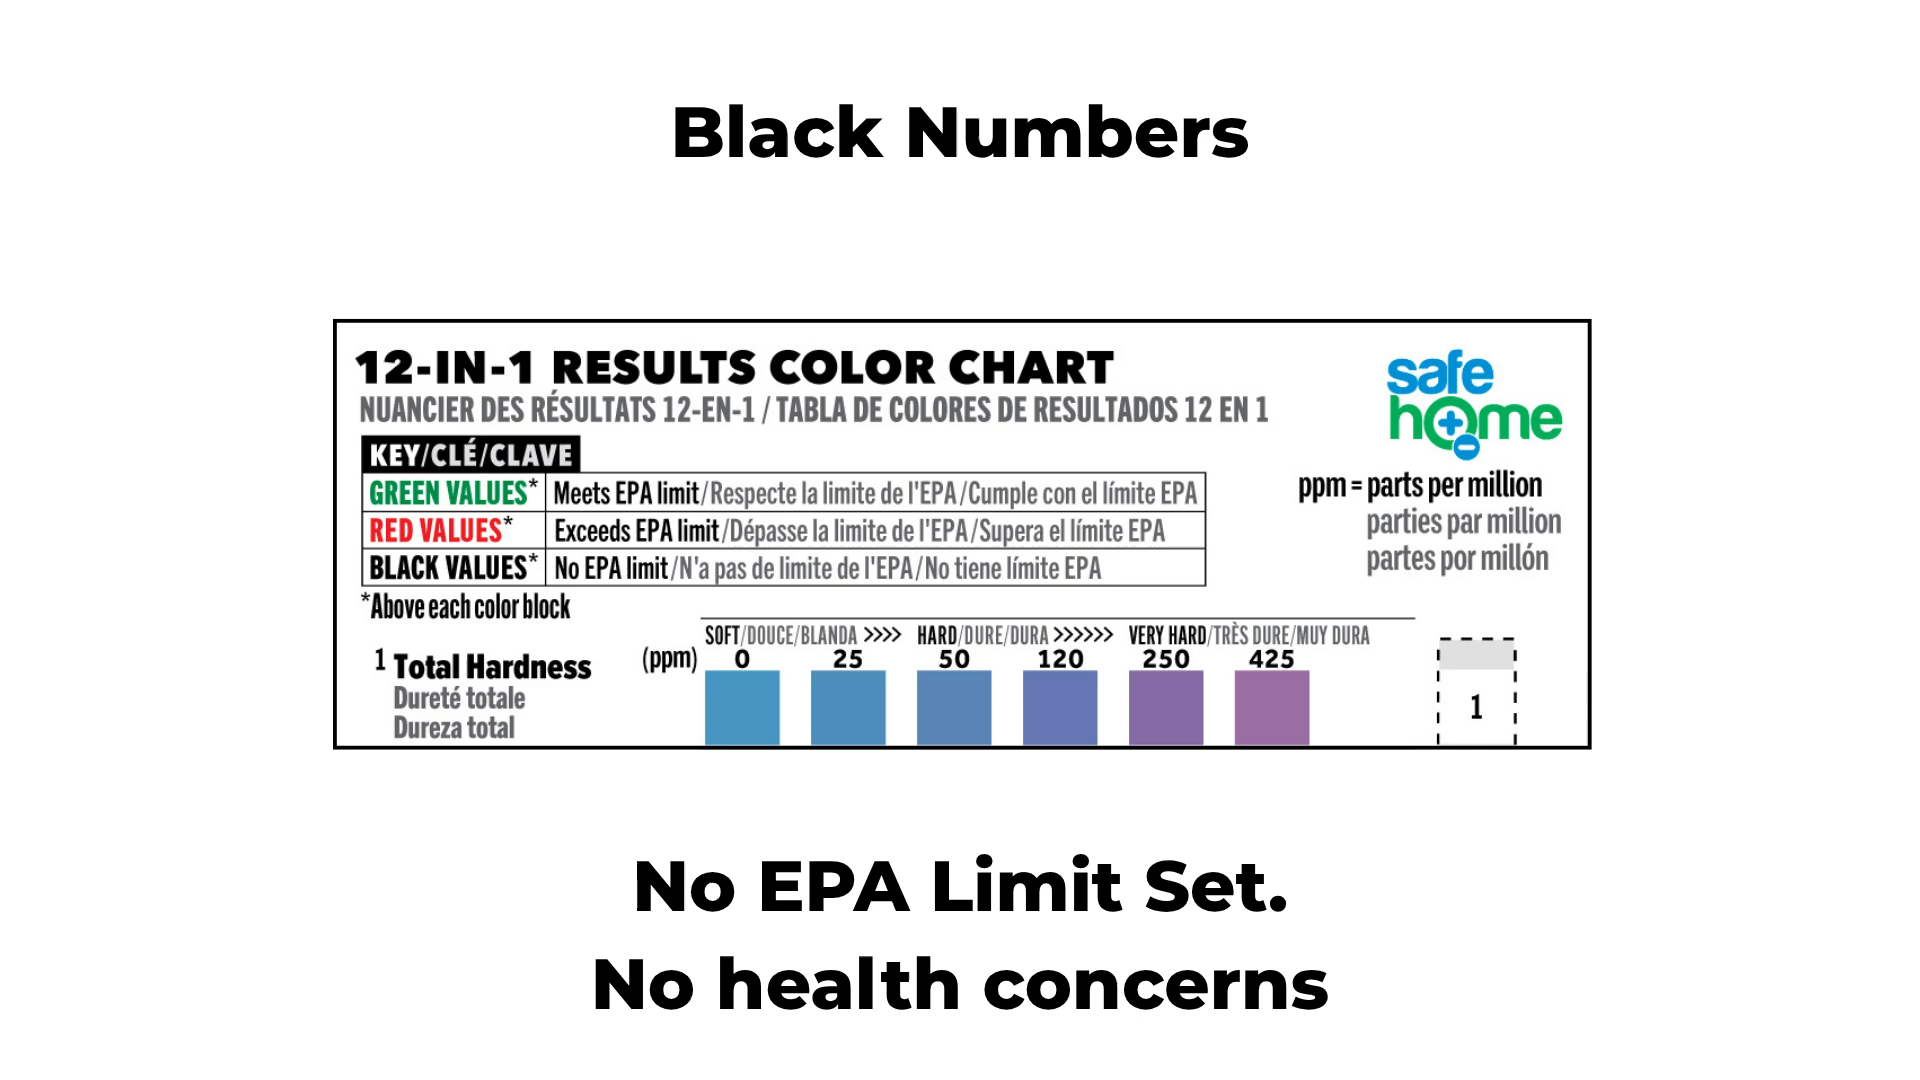 Black Numbers
12-IN-1 RESULTS COLOR CHART
NUANCIER DES RÉSULTATS 12-EN-1 / TABLA DE COLORES DE RESULTADOS 12 EN 1
safe
home
KEY/CLÉ/CLAVE
GREEN VALUES* Meets EPA limit/Respecte la limite de l'EPA/Cumple con el límite EPA
RED VALUES* Exceeds EPA limit/Dépasse la limite de l'EPA/Supera el límite EPA
BLACK VALUES* No EPA limit/N'a pas de limite de l'EPA/No tiene límite EPA
ppm = parts per million
parties par million
partes por millón
*Above each color block
SOFT/DOUCE/BLANDA >>>> HARD/DURE/DURA >>>>>> VERY HARD/TRÈS DURE/MUY DURA
1 Total Hardness (ppm) 0 25 50 120 250 425
Dureté totale
Dureza total
1
No EPA Limit Set.
No health concerns